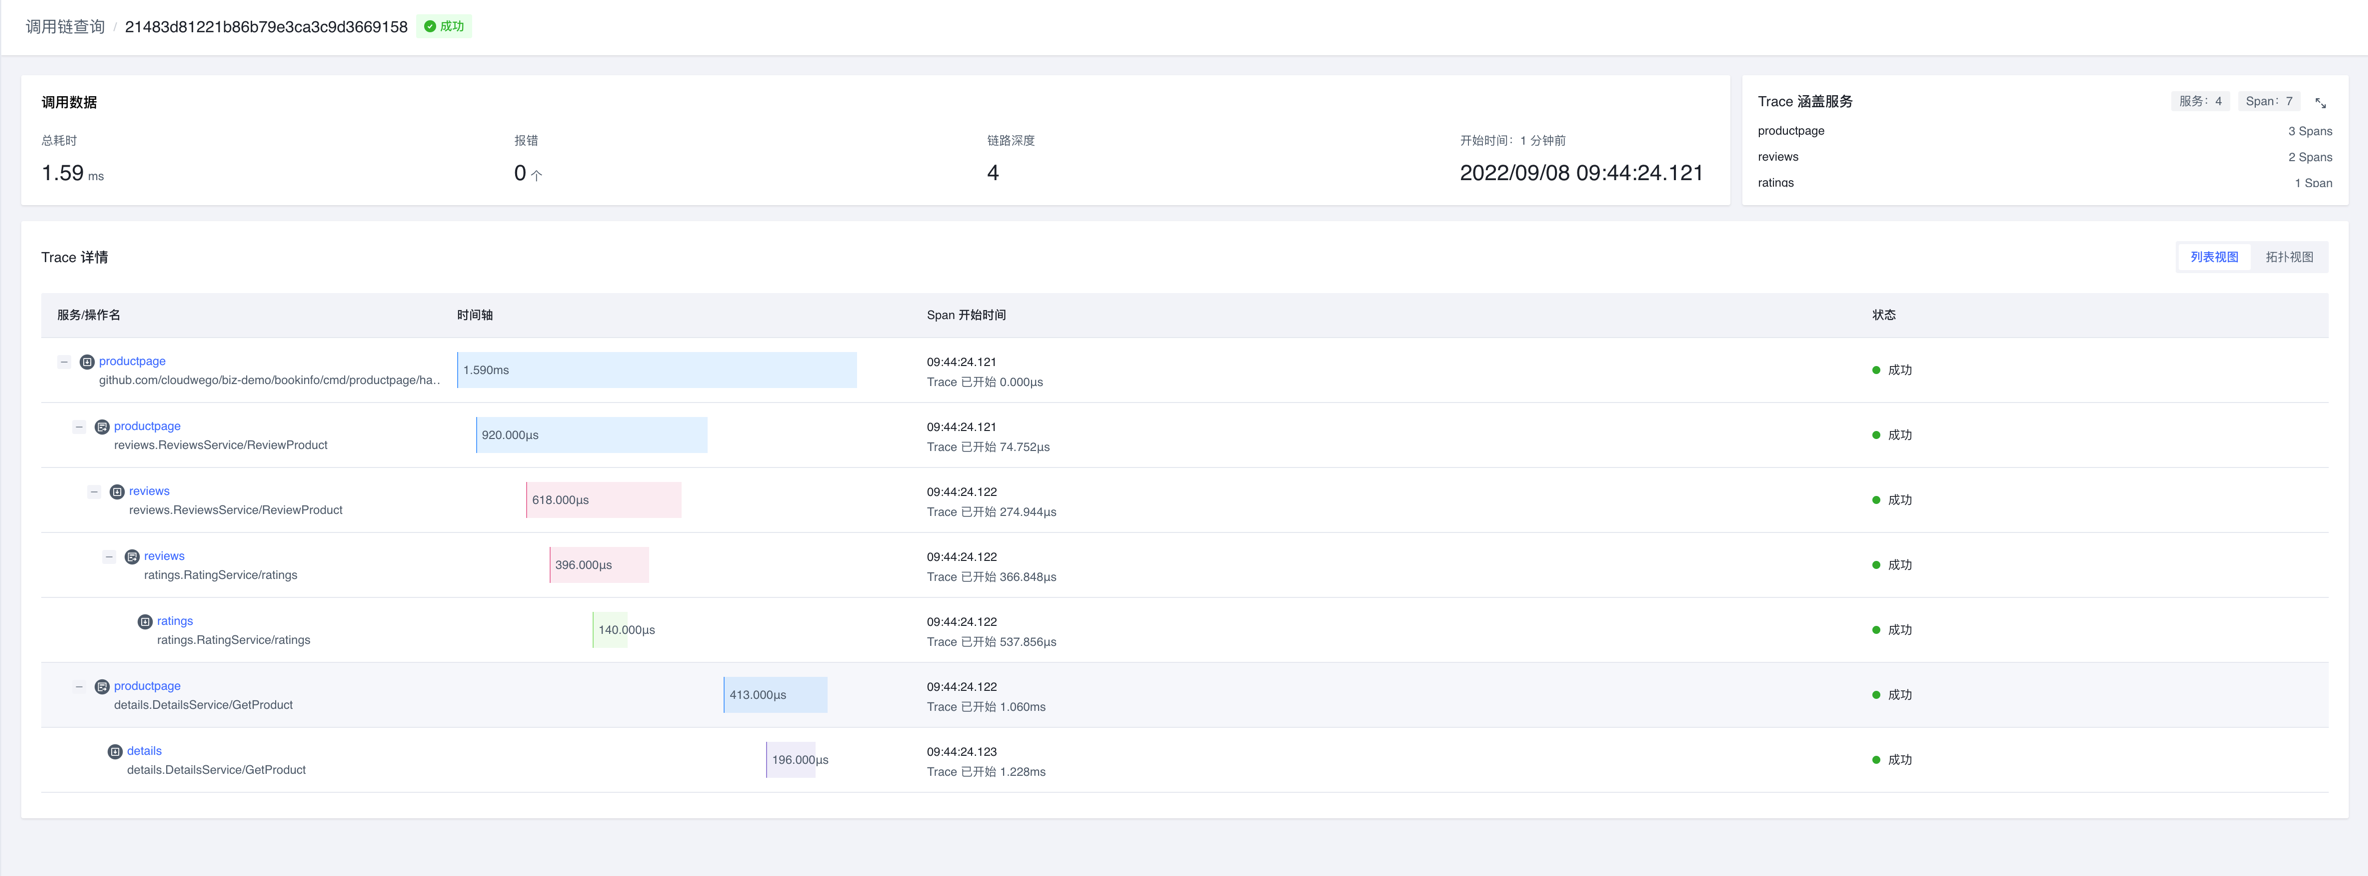 调用链查询 / 21483d81221b86b79e3ca3c9d3669158 成功
调用数据
总耗时
1.59 ms
报错
0 个
链路深度
4
开始时间：1 分钟前
2022/09/08 09:44:24.121
Trace 涵盖服务 服务：4 Span：7
productpage 3 Spans
reviews 2 Spans
ratings 1 Span
Trace 详情 列表视图 拓扑视图
服务/操作名 时间轴 Span 开始时间 状态
productpage
github.com/cloudwego/biz-demo/bookinfo/cmd/productpage/ha...
1.590ms
09:44:24.121
Trace 已开始 0.000μs
成功
productpage
reviews.ReviewsService/ReviewProduct
920.000μs
09:44:24.121
Trace 已开始 74.752μs
成功
reviews
reviews.ReviewsService/ReviewProduct
618.000μs
09:44:24.122
Trace 已开始 274.944μs
成功
reviews
ratings.RatingService/ratings
396.000μs
09:44:24.122
Trace 已开始 366.848μs
成功
ratings
ratings.RatingService/ratings
140.000μs
09:44:24.122
Trace 已开始 537.856μs
成功
productpage
details.DetailsService/GetProduct
413.000μs
09:44:24.122
Trace 已开始 1.060ms
成功
details
details.DetailsService/GetProduct
196.000μs
09:44:24.123
Trace 已开始 1.228ms
成功